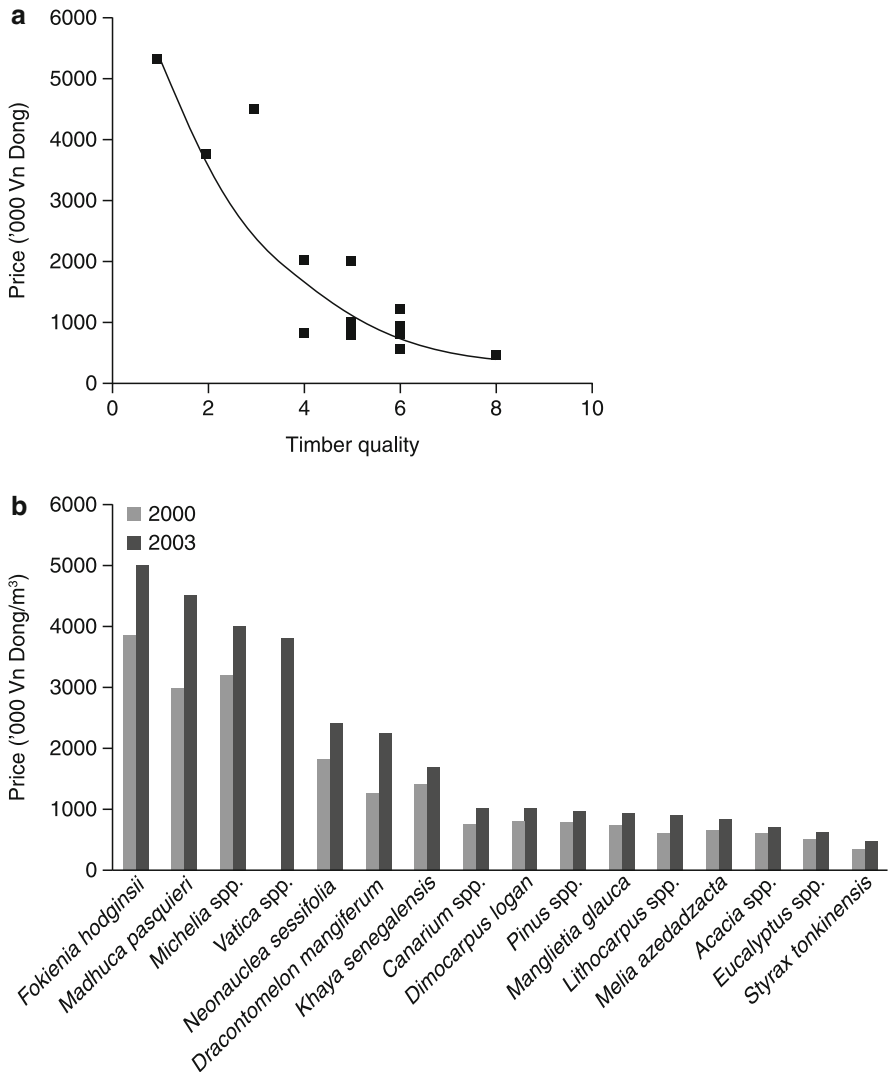 a
6000
5000
4000
3000
2000
1000
0
Price ('000 Vn Dong)
0 2 4 6 8 10
Timber quality
b
6000
5000
4000
3000
2000
1000
0
Price ('000 Vn Dong/m³)
2000
2003
Fokienia hodginsii
Madhuca pasquieri
Michelia spp.
Vatica spp.
Neonauclea sessifolia
Dracontomelon mangiferum
Khaya senegalensis
Canarium spp.
Dimocarpus logan
Pinus spp.
Manglietia glauca
Lithocarpus spp.
Melia azedadzacta
Acacia spp.
Eucalyptus spp.
Styrax tonkinensis